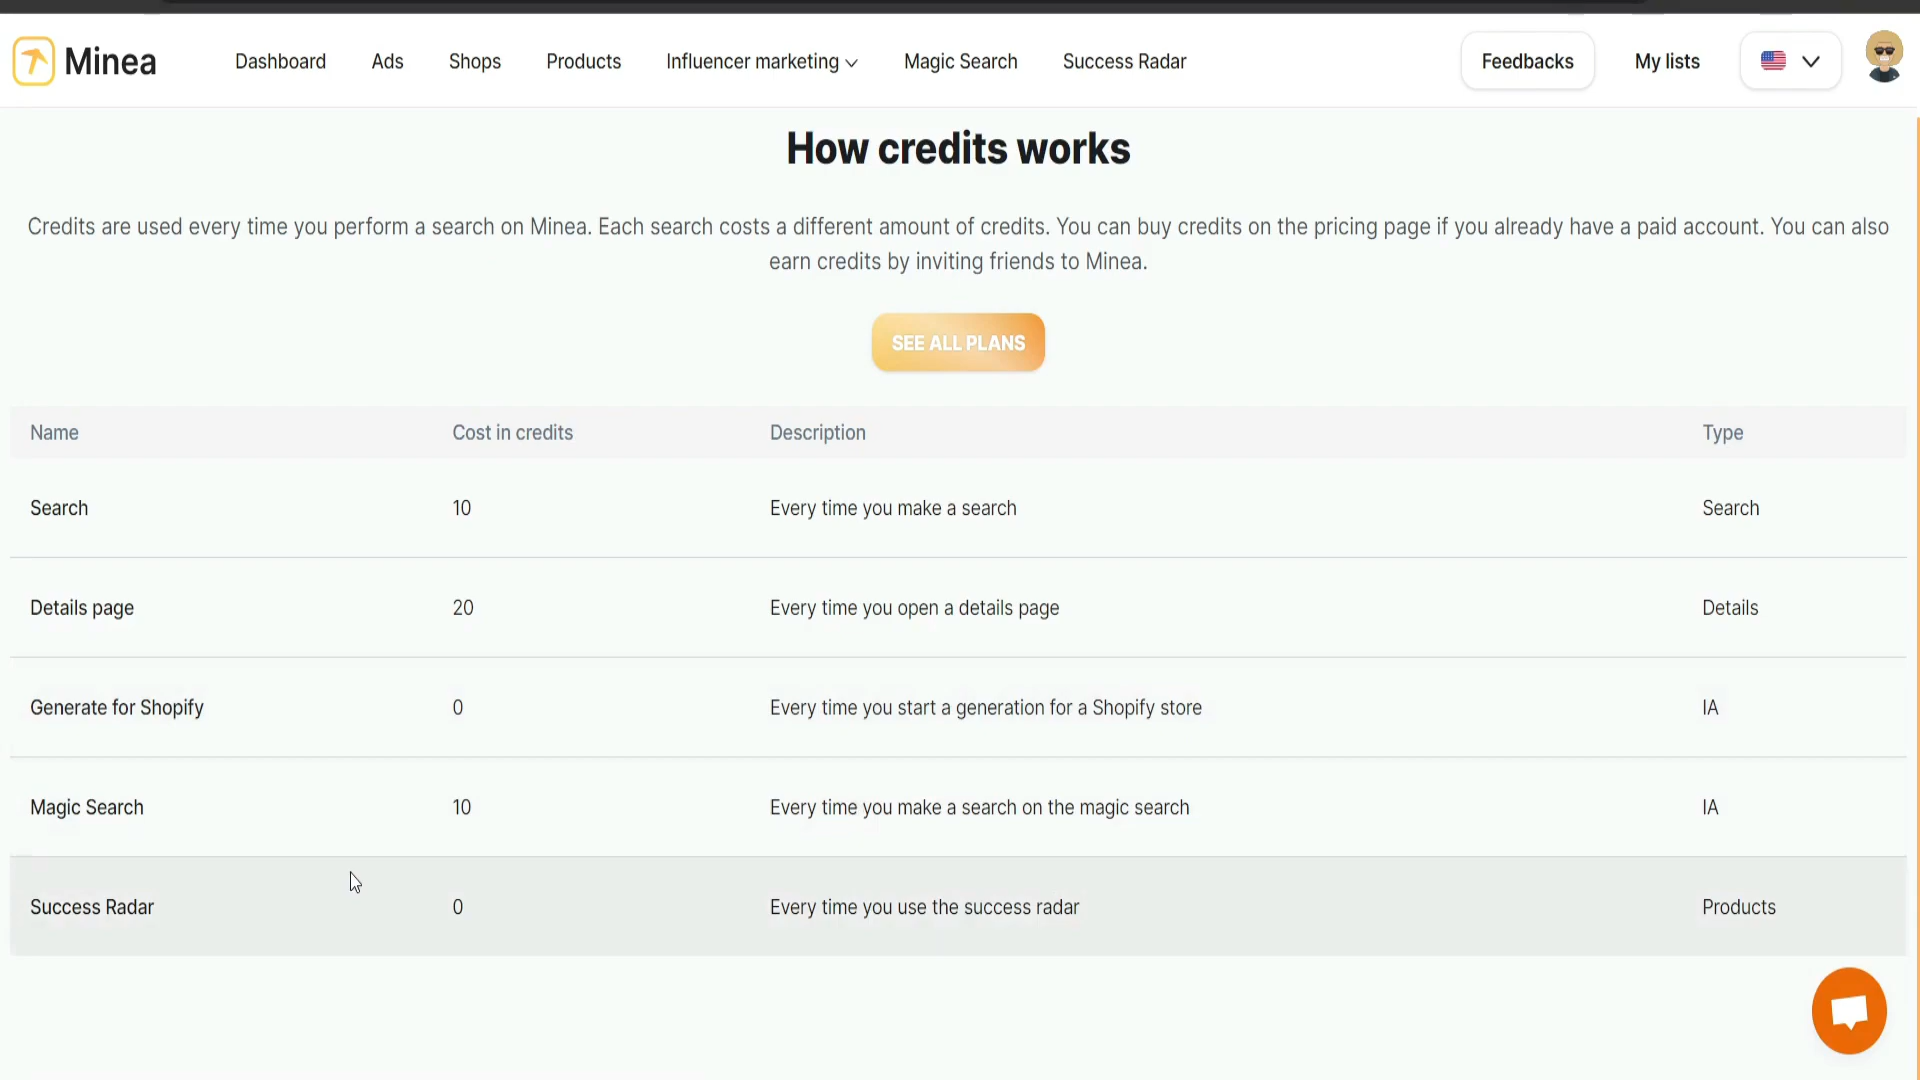 Minea
Dashboard
Ads
Shops
Products
Influencer marketing
Magic Search
Success Radar
Feedbacks
My lists
How credits works
Credits are used every time you perform a search on Minea. Each search costs a different amount of credits. You can buy credits on the pricing page if you already have a paid account. You can also
earn credits by inviting friends to Minea.
SEE ALL PLANS
Name Cost in credits Description Type
Search 10 Every time you make a search Search
Details page 20 Every time you open a details page Details
Generate for Shopify 0 Every time you start a generation for a Shopify store IA
Magic Search 10 Every time you make a search on the magic search IA
Success Radar 0 Every time you use the success radar Products